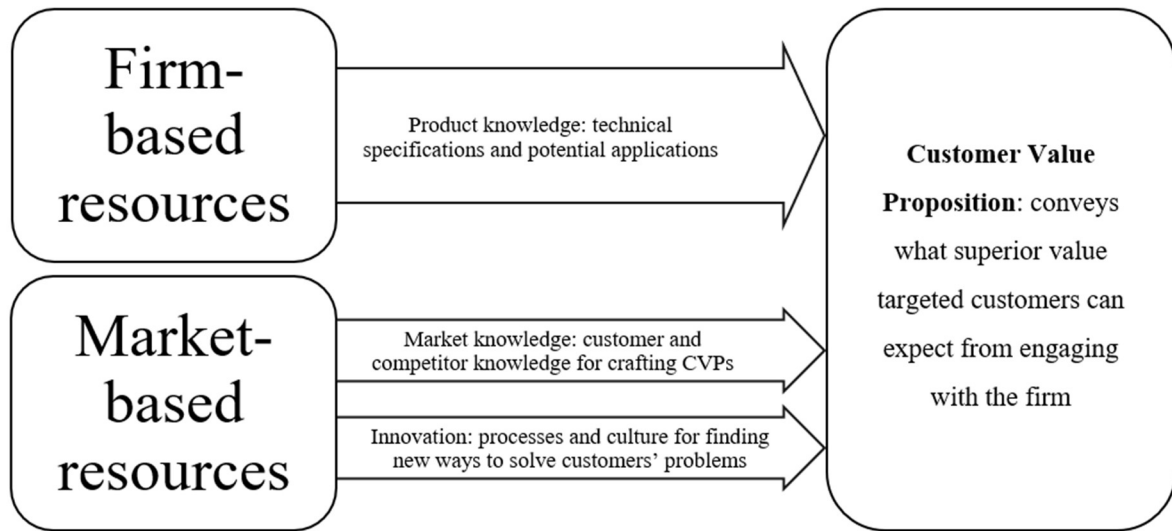 Firm-
based
resources
Product knowledge: technical
specifications and potential applications
Market-
based
resources
Market knowledge: customer and
competitor knowledge for crafting CVPs
Innovation: processes and culture for finding
new ways to solve customers’ problems
Customer Value
Proposition: conveys
what superior value
targeted customers can
expect from engaging
with the firm